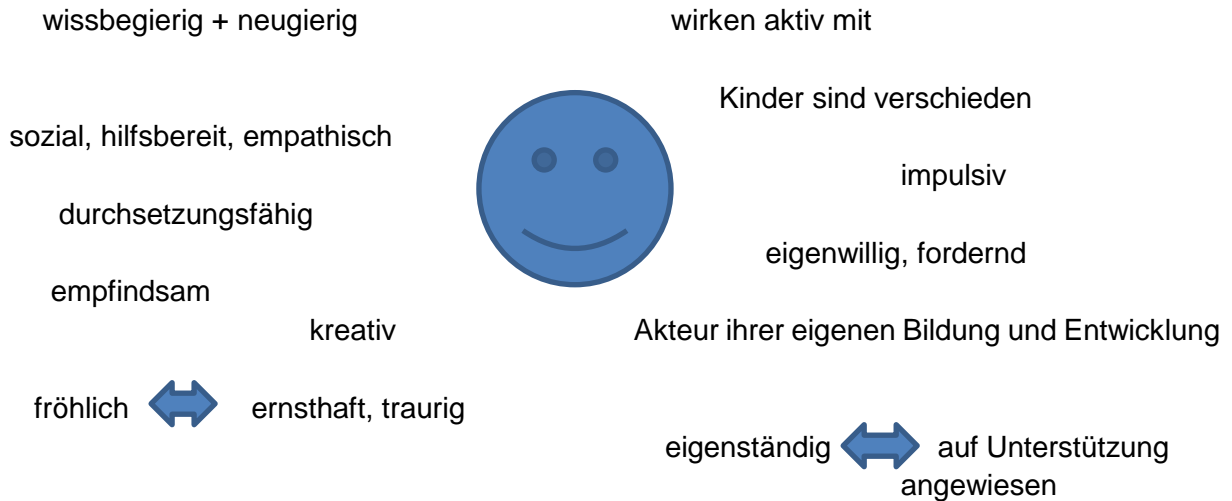 wissbegierig + neugierig
wirken aktiv mit
Kinder sind verschieden
sozial, hilfsbereit, empathisch
impulsiv
durchsetzungsfähig
eigenwillig, fordernd
empfindsam
kreativ
Akteur ihrer eigenen Bildung und Entwicklung
fröhlich
ernsthaft, traurig
eigenständig
auf Unterstützung
angewiesen